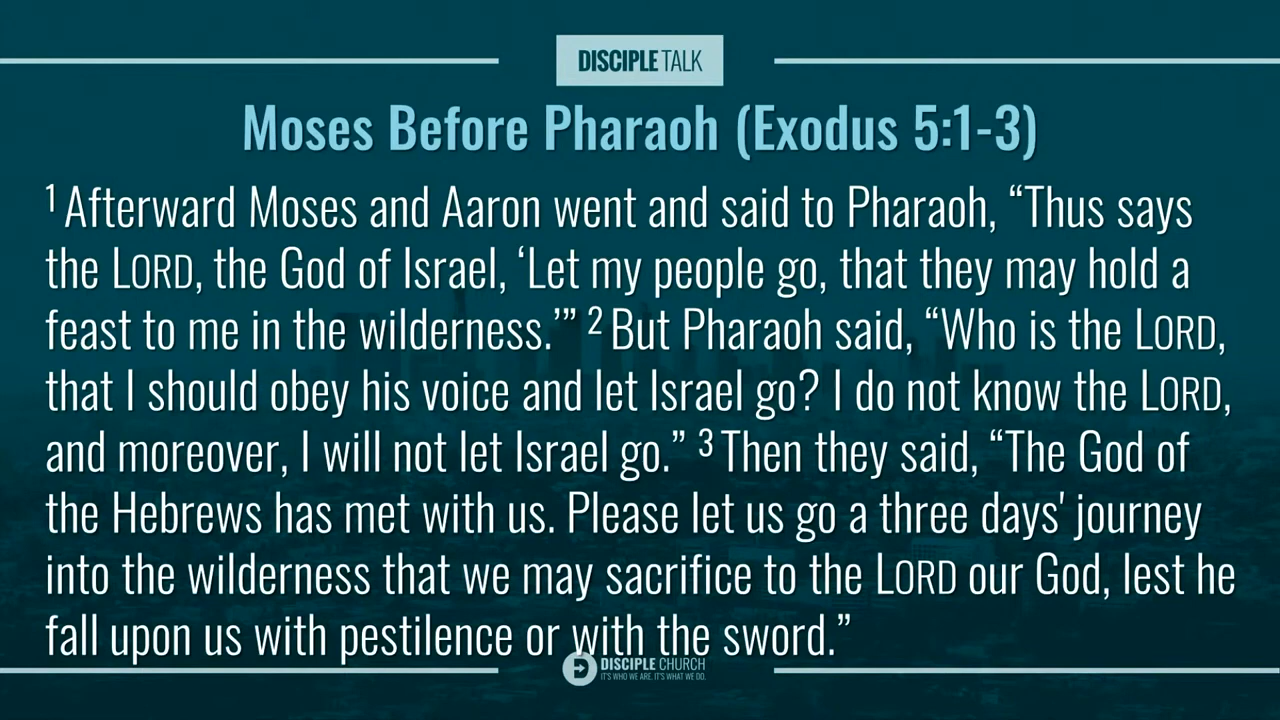 DISCIPLE TALK
Moses Before Pharaoh (Exodus 5:1-3)
1 Afterward Moses and Aaron went and said to Pharaoh, “Thus says
the LORD, the God of Israel, ‘Let my people go, that they may hold a
feast to me in the wilderness.’” 2 But Pharaoh said, “Who is the LORD,
that I should obey his voice and let Israel go? I do not know the LORD,
and moreover, I will not let Israel go.” 3 Then they said, “The God of
the Hebrews has met with us. Please let us go a three days' journey
into the wilderness that we may sacrifice to the LORD our God, lest he
fall upon us with pestilence or with the sword.”
DISCIPLE CHURCH
IT'S WHO WE ARE. IT'S WHAT WE DO.